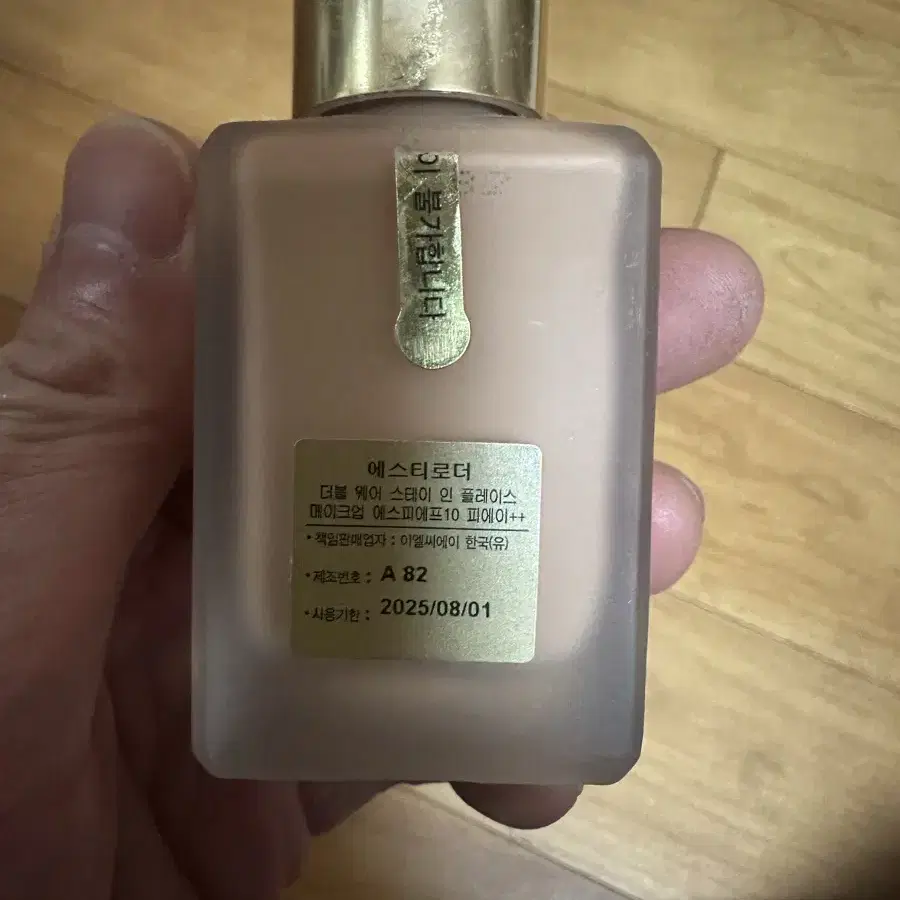 불가합니다
에스티로더
더블 웨어 스테이 인 플레이스
메이크업 에스피에프10 피에이++
• 책임판매업자 : 이엘씨에이 한국(유)
• 제조번호 : A 82
• 사용기한 : 2025/08/01